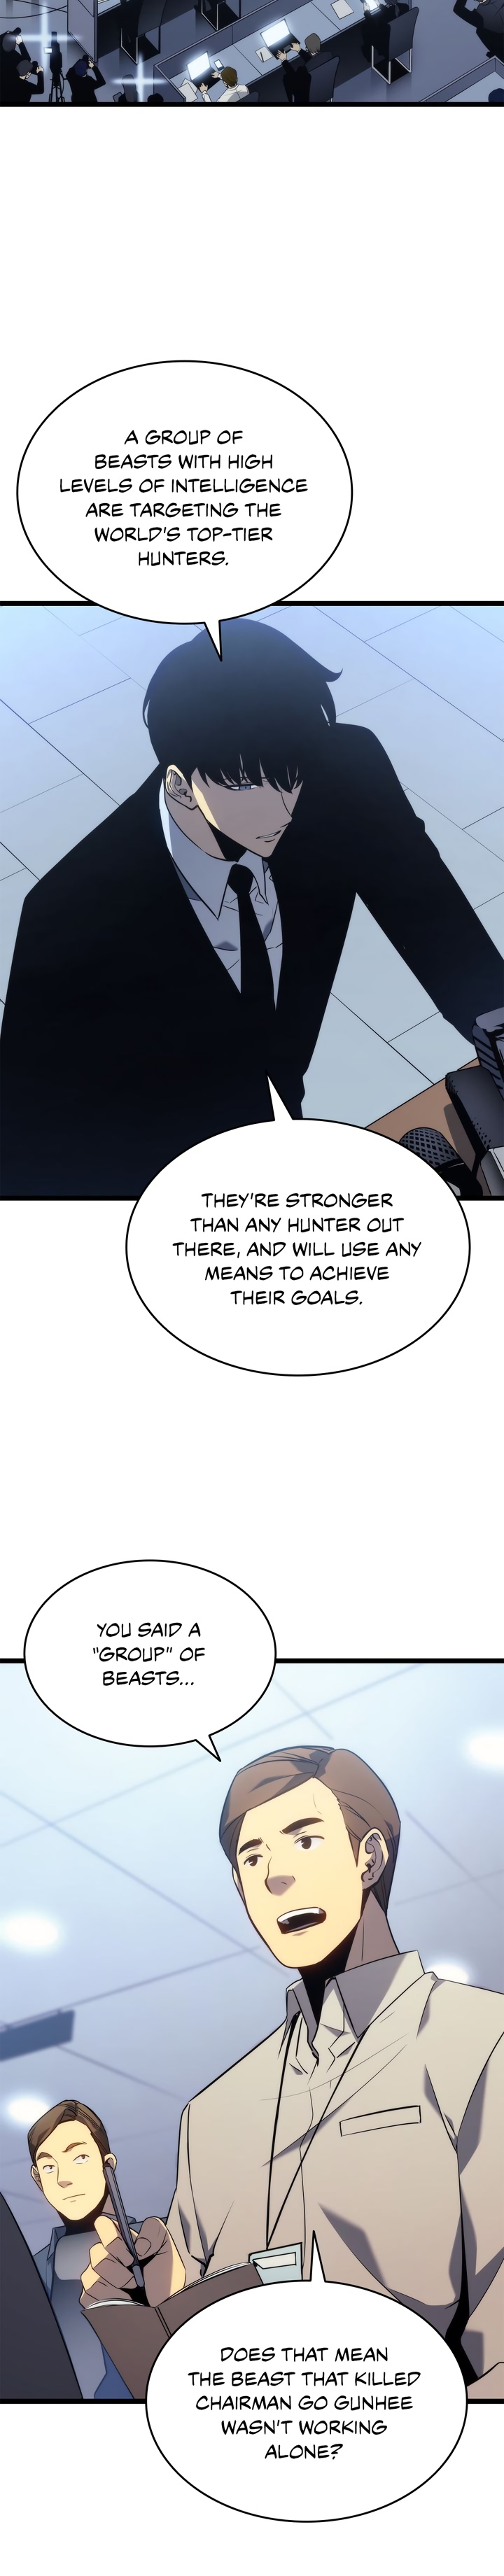 A GROUP OF
BEASTS WITH HIGH
LEVELS OF INTELLIGENCE
ARE TARGETING THE
WORLD'S TOP-TIER
HUNTERS.
THEY'RE STRONGER
THAN ANY HUNTER OUT
THERE, AND WILL USE ANY
MEANS TO ACHIEVE
THEIR GOALS.
YOU SAID A
"GROUP" OF
BEASTS...
DOES THAT MEAN
THE BEAST THAT KILLED
CHAIRMAN GO GUNHEE
WASN'T WORKING
ALONE?